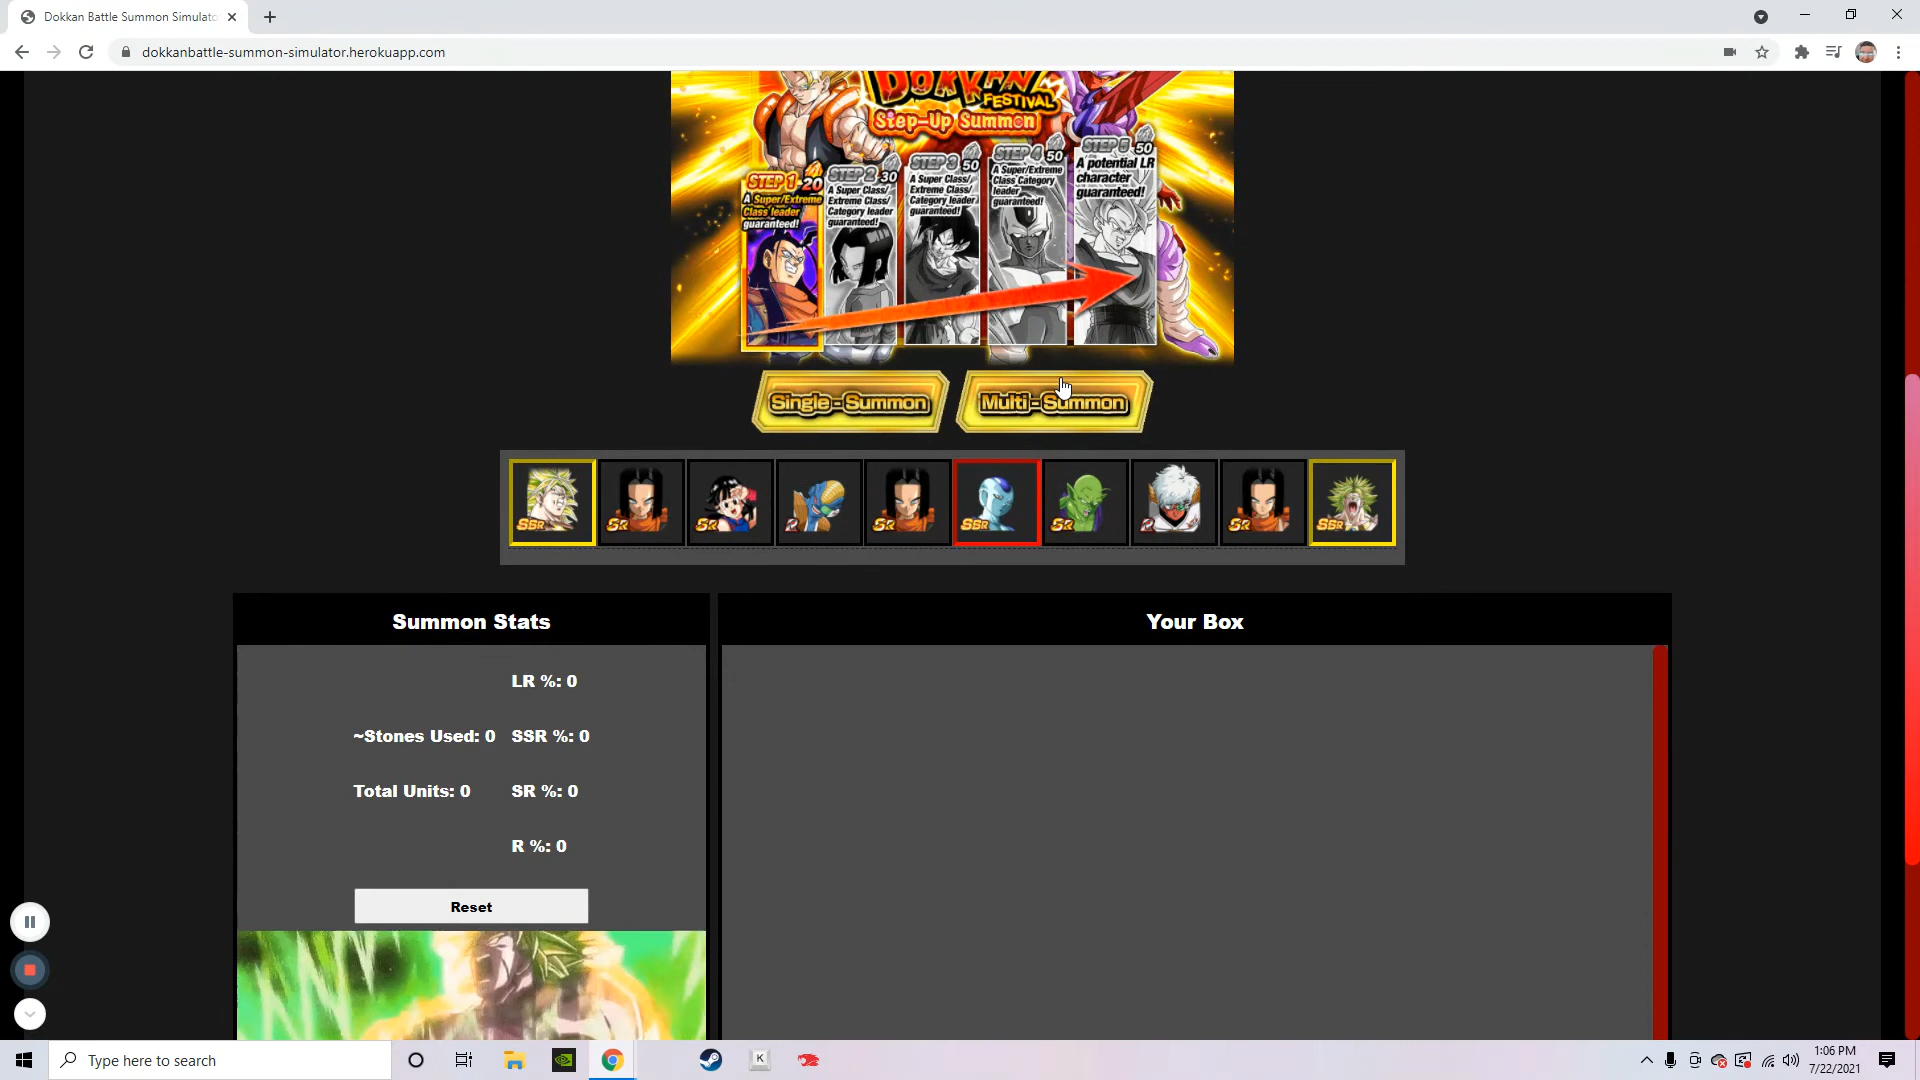 Dokkan Battle Summon Simulato
dokkanbattle-summon-simulator.herokuapp.com
DOKKAN
FESTIVAL
Step-Up Summon
STEP 1 20
A Super/Extreme
Class leader
guaranteed!
STEP 2 30
A Super Class/
Extreme Class/
Category leader
guaranteed!
STEP 3 50
A Super Class/
Extreme Class/
Category leader
guaranteed!
STEP 4 50
A Super/Extreme
Class Category
leader
guaranteed!
STEP 5 50
A potential LR
character
guaranteed!
Single-Summon
Multi-Summon
SSR SR SR R SR SSR SR R SR SSR
Summon Stats
LR %: 0
~Stones Used: 0 SSR %: 0
Total Units: 0 SR %: 0
R %: 0
Reset
Your Box
Type here to search
K
1:06 PM
7/22/2021